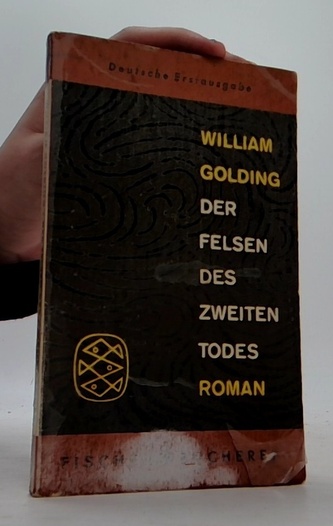 Deutsche Erstausgabe
WILLIAM
GOLDING
DER
FELSEN
DES
ZWEITEN
TODES
ROMAN